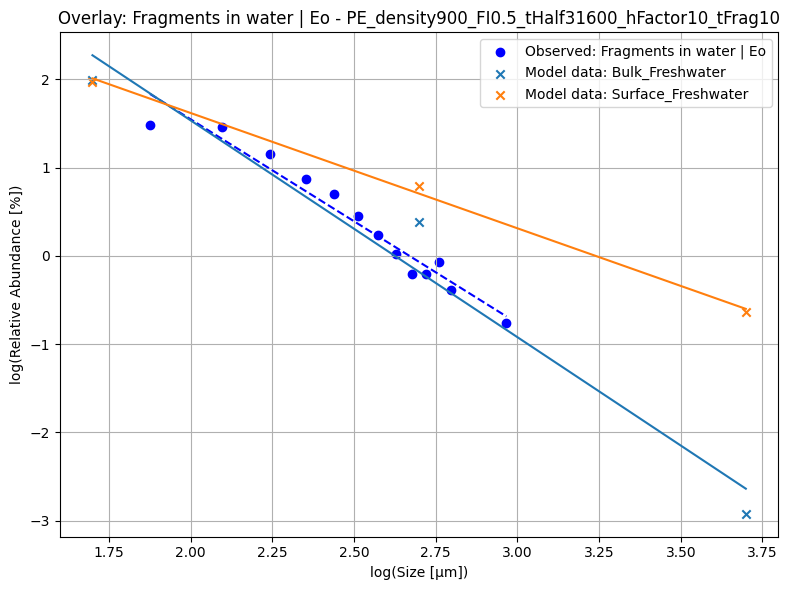 Overlay: Fragments in water | Eo - PE_density900_FI0.5_tHalf31600_hFactor10_tFrag10
Observed: Fragments in water | Eo
Model data: Bulk_Freshwater
Model data: Surface_Freshwater
log(Relative Abundance [%])
2
1
0
−1
−2
−3
1.75
2.00
2.25
2.50
2.75
3.00
3.25
3.50
3.75
log(Size [µm])